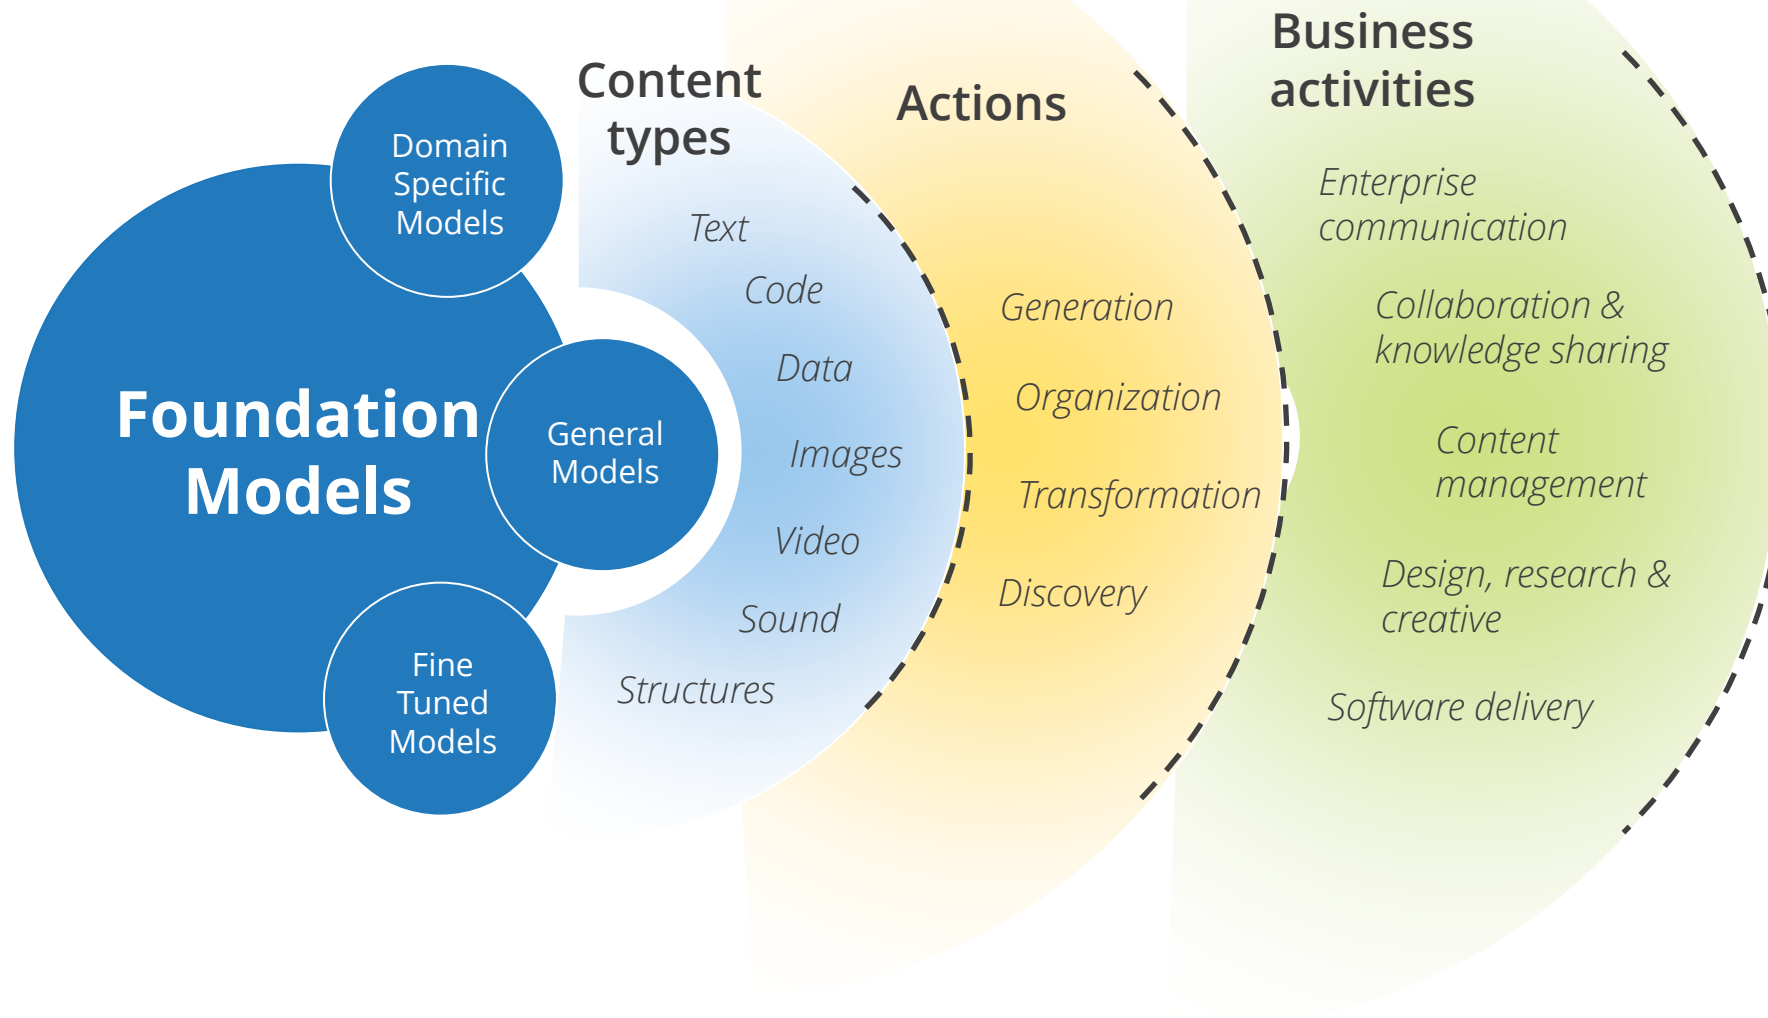 Foundation
Models
Domain
Specific
Models
General
Models
Fine
Tuned
Models
Content
types
Text
Code
Data
Images
Video
Sound
Structures
Actions
Generation
Organization
Transformation
Discovery
Business
activities
Enterprise
communication
Collaboration &
knowledge sharing
Content
management
Design, research &
creative
Software delivery